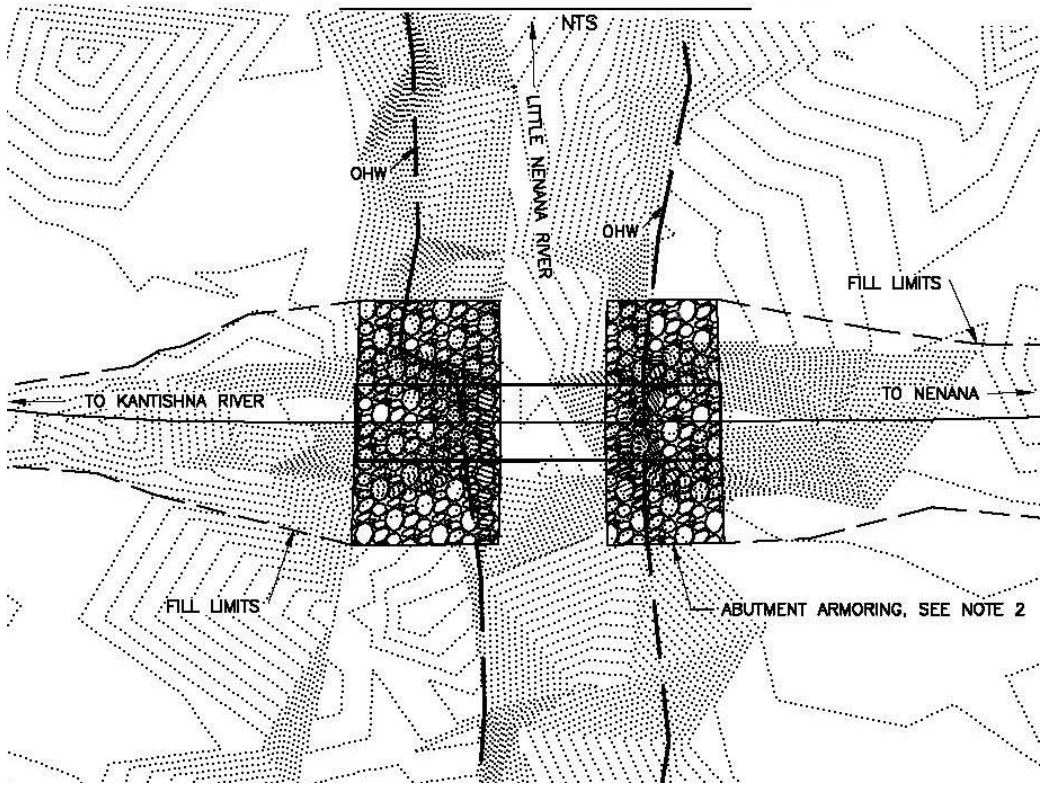 NTS
OHW
LITTLE NENANA RIVER
OHW
FILL LIMITS
TO KANTISHNA RIVER
TO NENANA
FILL LIMITS
ABUTMENT ARMORING, SEE NOTE 2